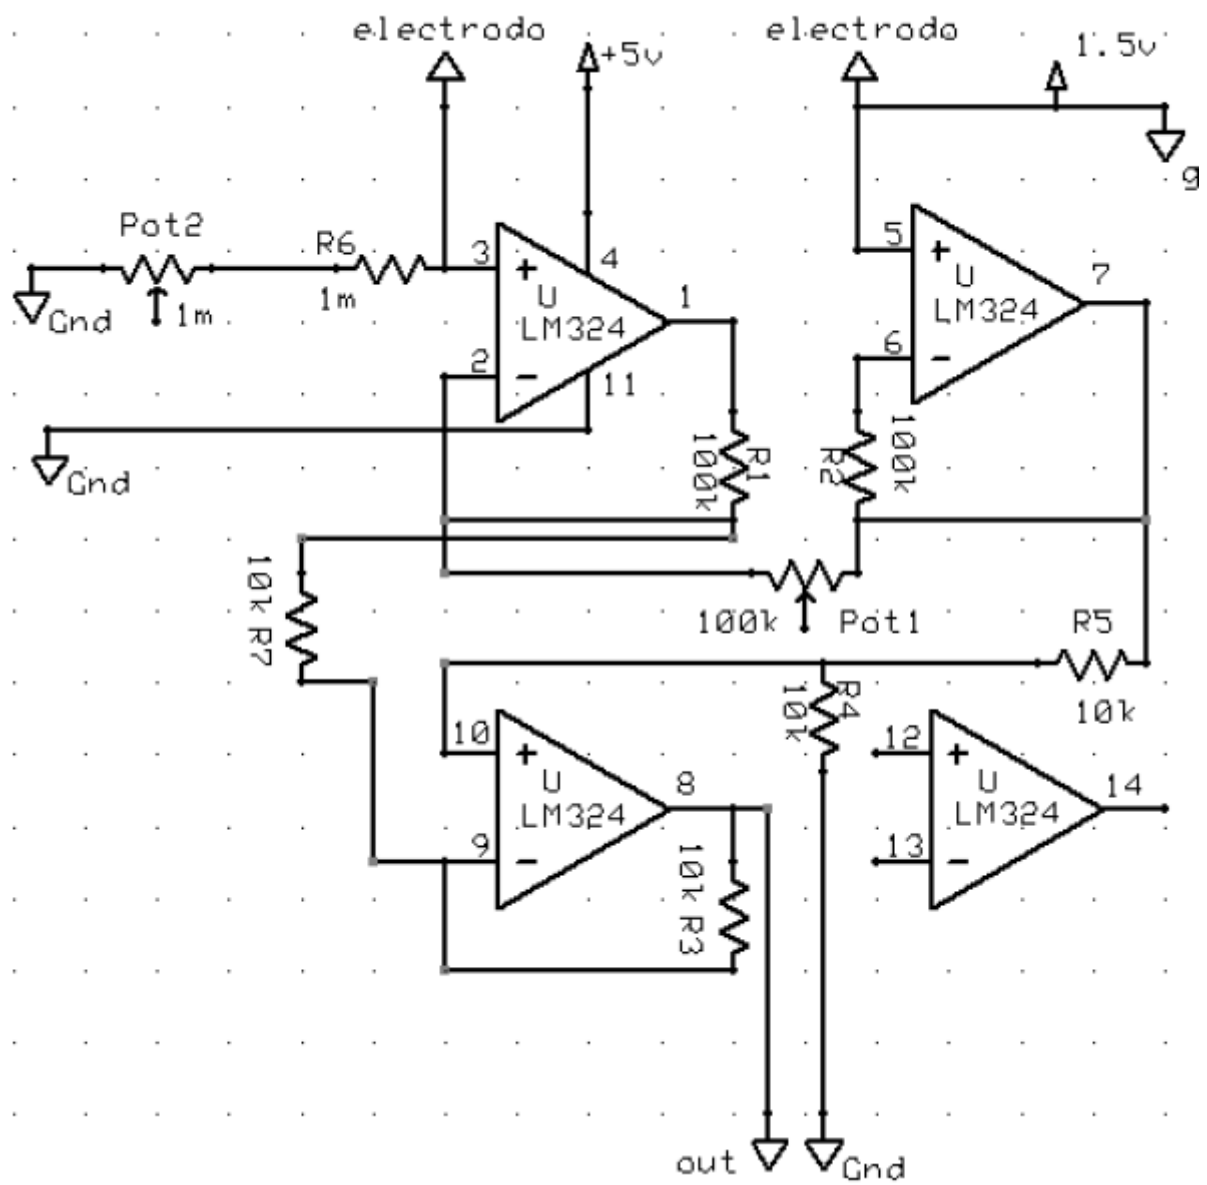 electrodo
electrodo
+5v
1.5v
g
Pot2
R6
1m
1m
Gnd
3
+
4
U
LM324
1
2
-
11
5
+
U
LM324
7
6
-
Gnd
R1
100k
R2
100k
10k R7
100k
Pot1
R5
10k
R4
10k
10
+
U
LM324
8
9
-
10k R3
12
+
U
LM324
14
13
-
out
Gnd